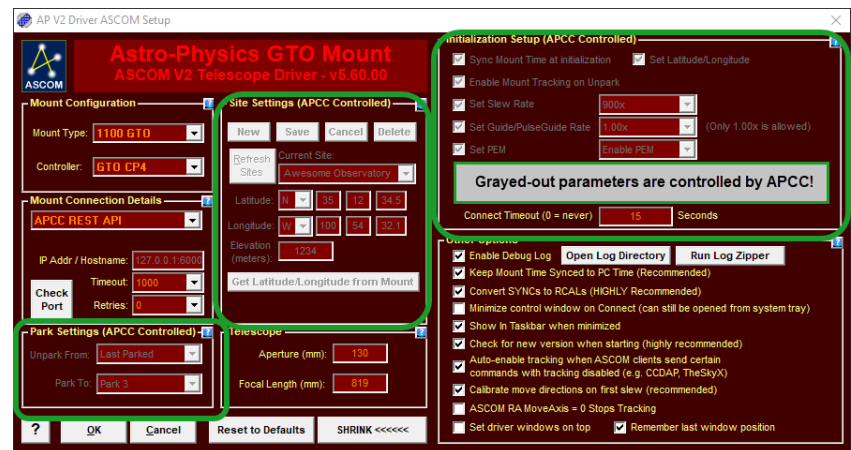 AP V2 Driver ASCOM Setup
Astro-Physics GTO Mount
ASCOM V2 Telescope Driver - v5.60.00
ASCOM
Mount Configuration
?
Mount Type:
1100 GTO
Controller:
GTO CP4
Mount Connection Details
?
APCC REST API
IP Addr / Hostname:
127.0.0.1:6000
Check
Port
Timeout:
1000
Retries:
0
Park Settings (APCC Controlled)
?
Unpark From:
Last Parked
Park To:
Park 3
Site Settings (APCC Controlled)
?
New
Save
Cancel
Delete
Refresh
Sites
Current Site:
Awesome Observatory
Latitude:
N
35
12
34.5
Longitude:
W
100
54
32.1
Elevation
(meters):
1234
Get Latitude/Longitude from Mount
Telescope
?
Aperture (mm):
130
Focal Length (mm):
819
?
OK
Cancel
Reset to Defaults
SHRINK <<<<<<
Initialization Setup (APCC Controlled)
?
Sync Mount Time at initialization
Set Latitude/Longitude
Enable Mount Tracking on Unpark
Set Slew Rate
900x
Set Guide/PulseGuide Rate
1.00x
(Only 1.00x is allowed)
Set PEM
Enable PEM
Grayed-out parameters are controlled by APCC!
Connect Timeout (0 = never)
15
Seconds
Other Options
?
Enable Debug Log
Open Log Directory
Run Log Zipper
Keep Mount Time Synced to PC Time (Recommended)
Convert SYNCs to RCALs (HIGHLY Recommended)
Minimize control window on Connect (can still be opened from system tray)
Show In Taskbar when minimized
Check for new version when starting (highly recommended)
Auto-enable tracking when ASCOM clients send certain
commands with tracking disabled (e.g. CCDAP, TheSkyX)
Calibrate move directions on first slew (recommended)
ASCOM RA MoveAxis = 0 Stops Tracking
Set driver windows on top
Remember last window position